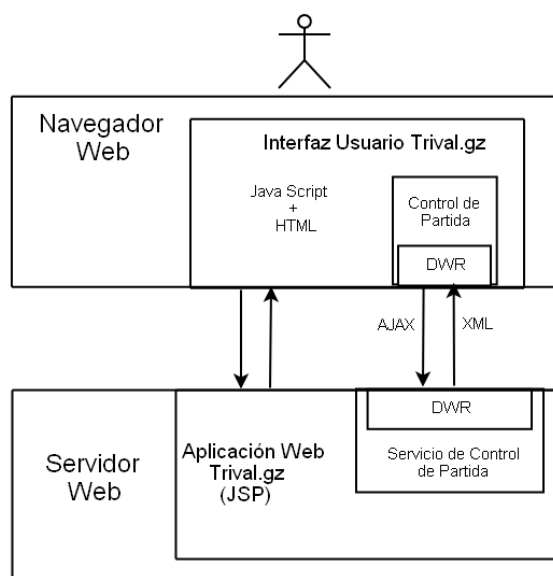 Navegador
Web
Interfaz Usuario Trival.gz
Java Script
+
HTML
Control de
Partida
DWR
AJAX
XML
Servidor
Web
Aplicación Web
Trival.gz
(JSP)
DWR
Servicio de Control
de Partida